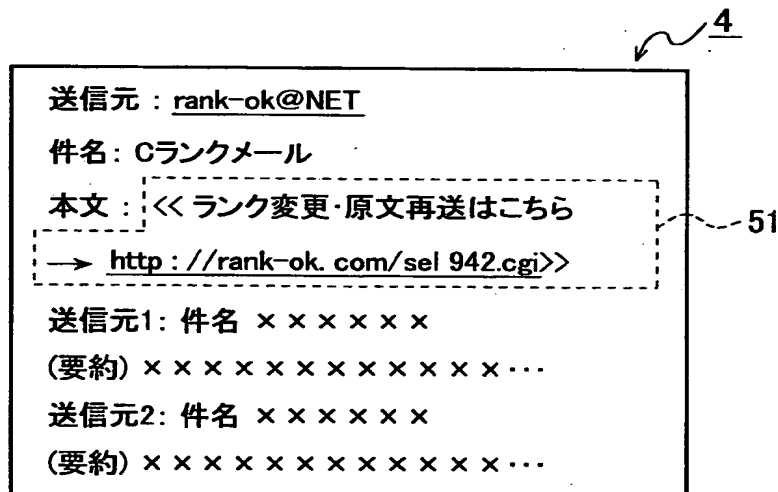 4
送信元 : rank-ok@NET
件名: Cランクメール
本文 : << ランク変更･原文再送はこちら
51
→ http : //rank-ok. com/sel 942.cgi>>
送信元1: 件名 ××××××
(要約) ×××××××××××××…
送信元2: 件名 ××××××
(要約) ×××××××××××××…